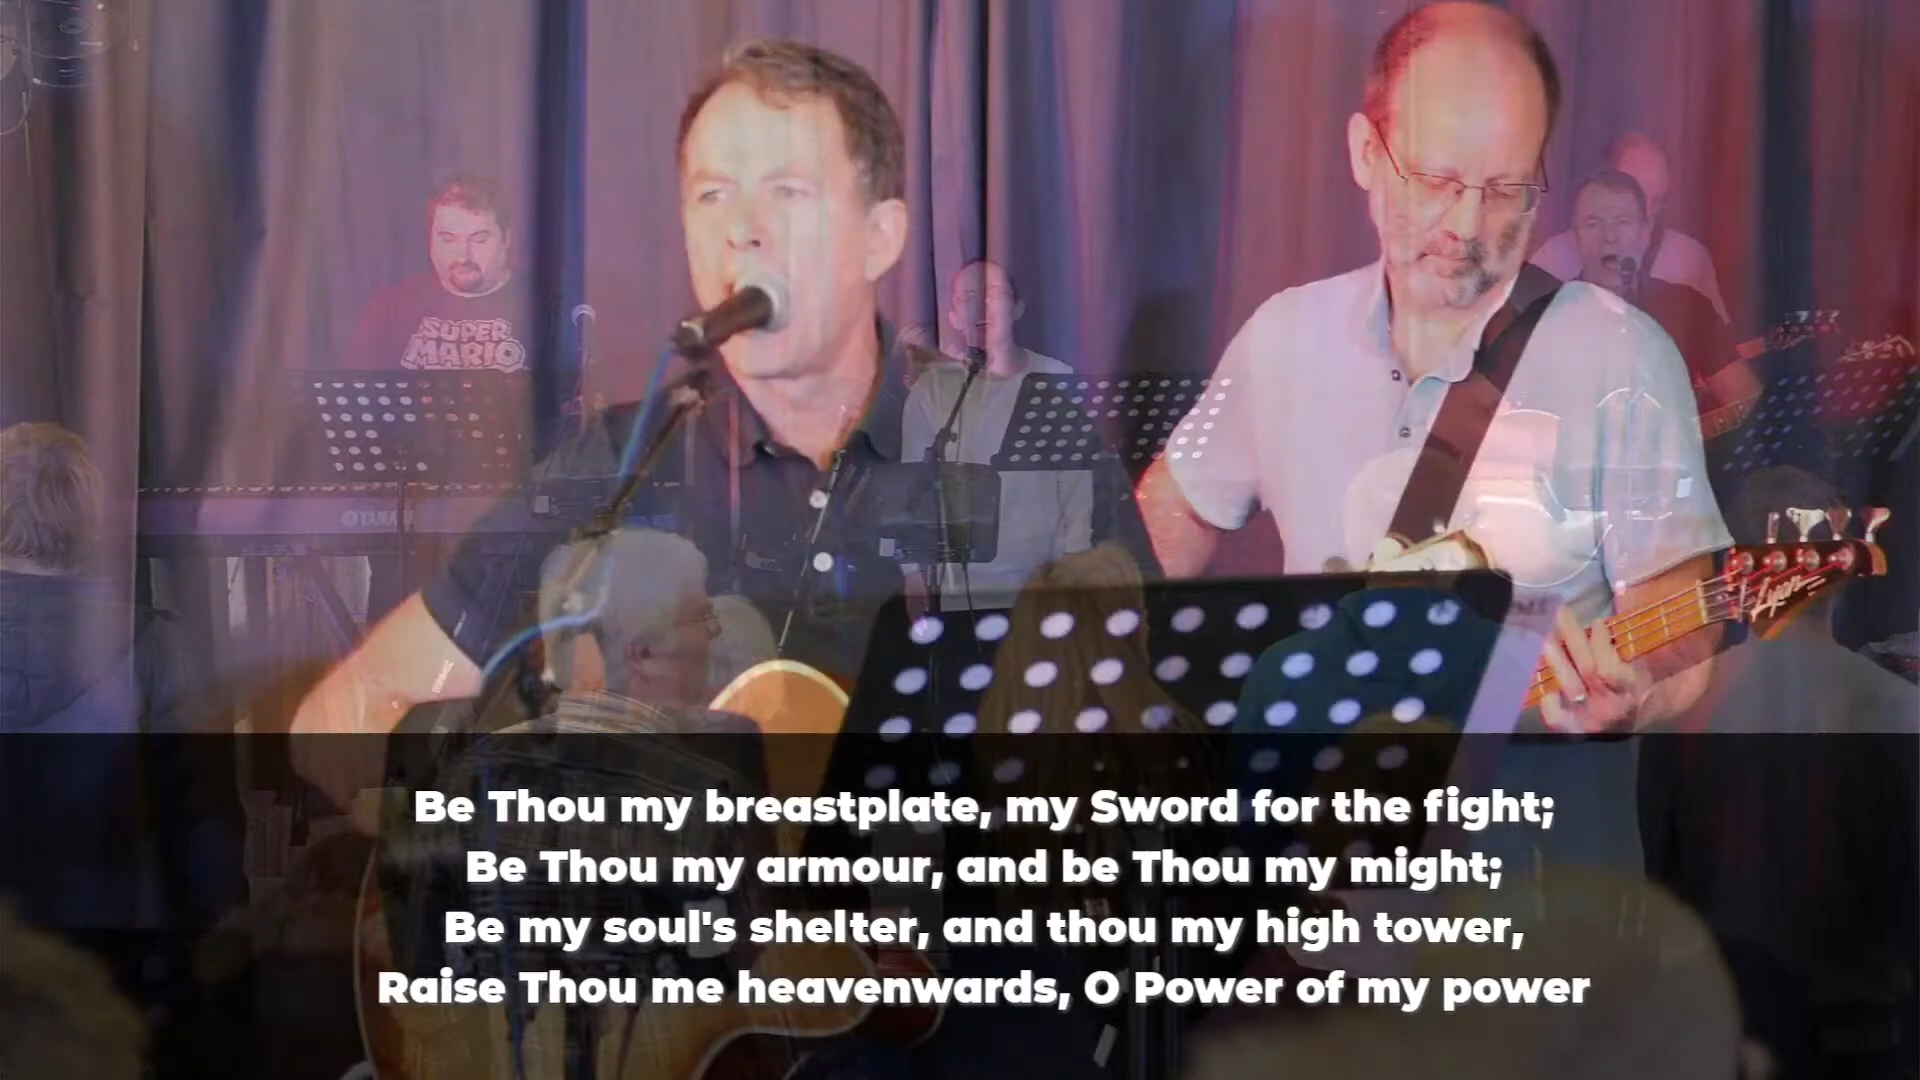 SUPER
MARIO
YAMAHA
Lyon
Be Thou my breastplate, my Sword for the fight;
Be Thou my armour, and be Thou my might;
Be my soul's shelter, and thou my high tower,
Raise Thou me heavenwards, O Power of my power